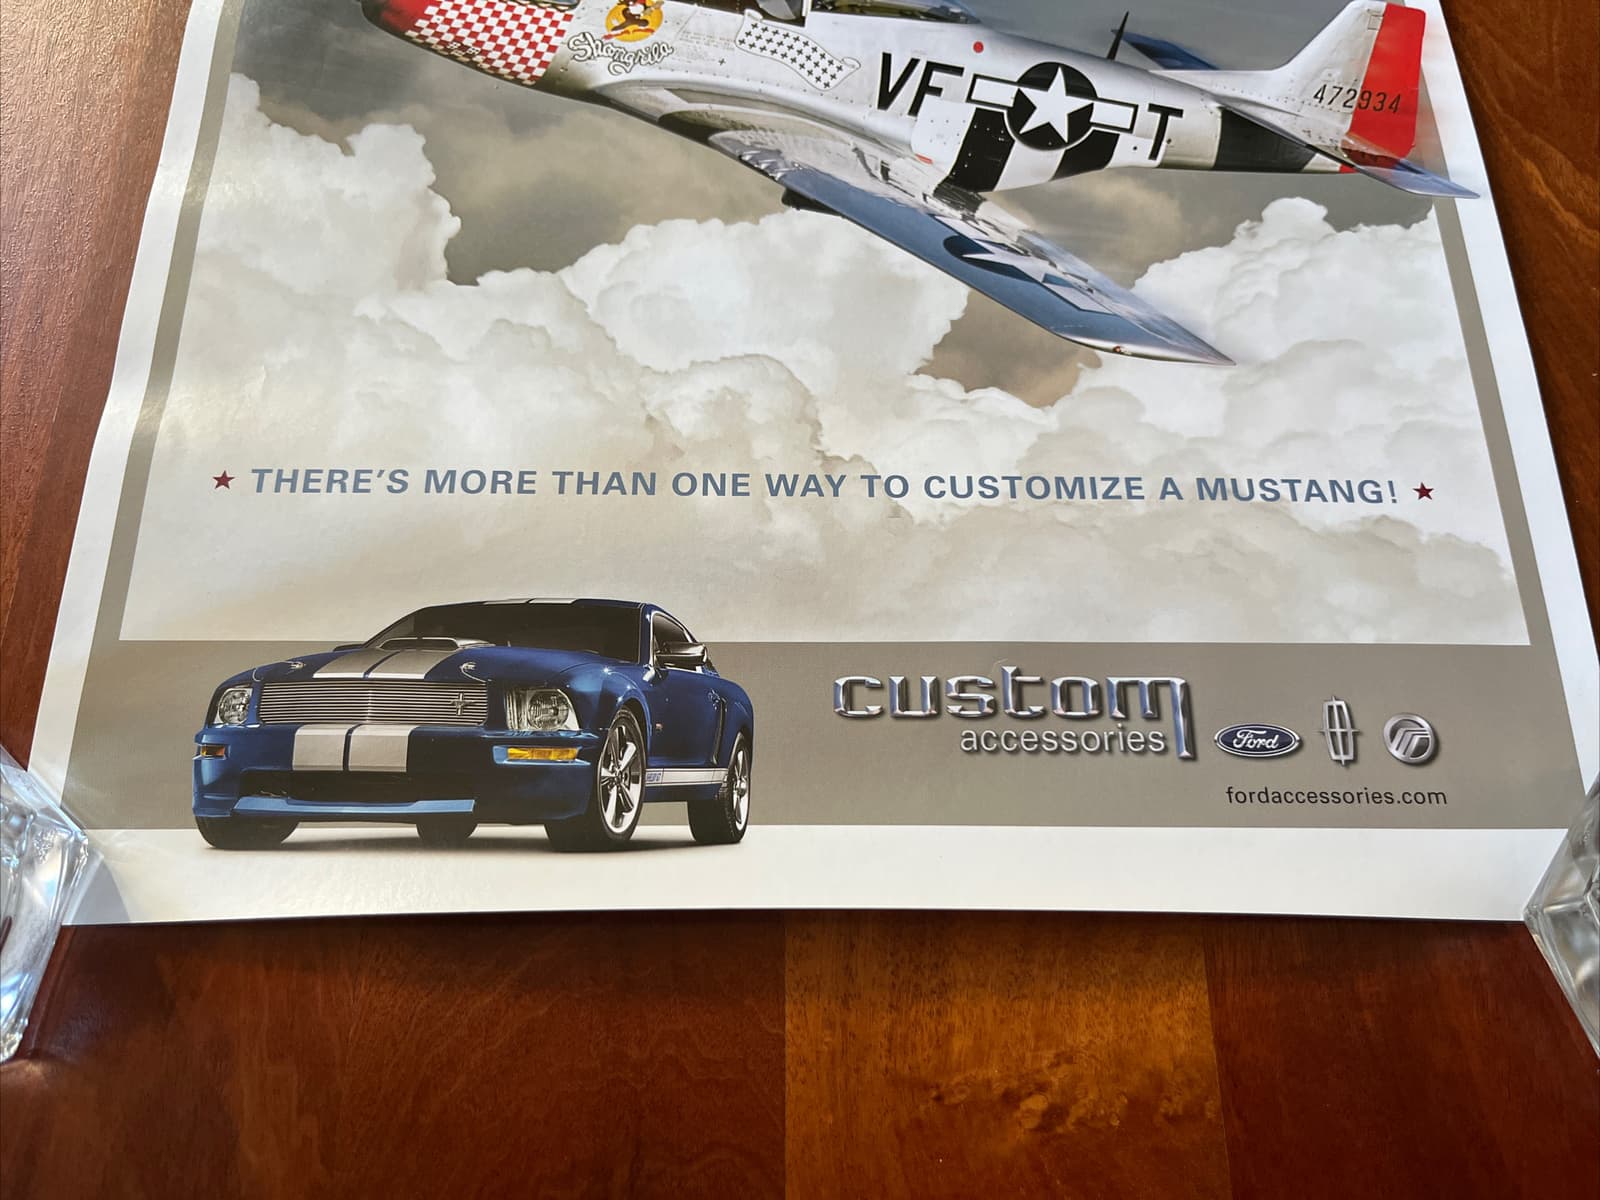 Shangrila
VF T
472934
THERE'S MORE THAN ONE WAY TO CUSTOMIZE A MUSTANG!
custom
accessories
Ford
fordaccessories.com